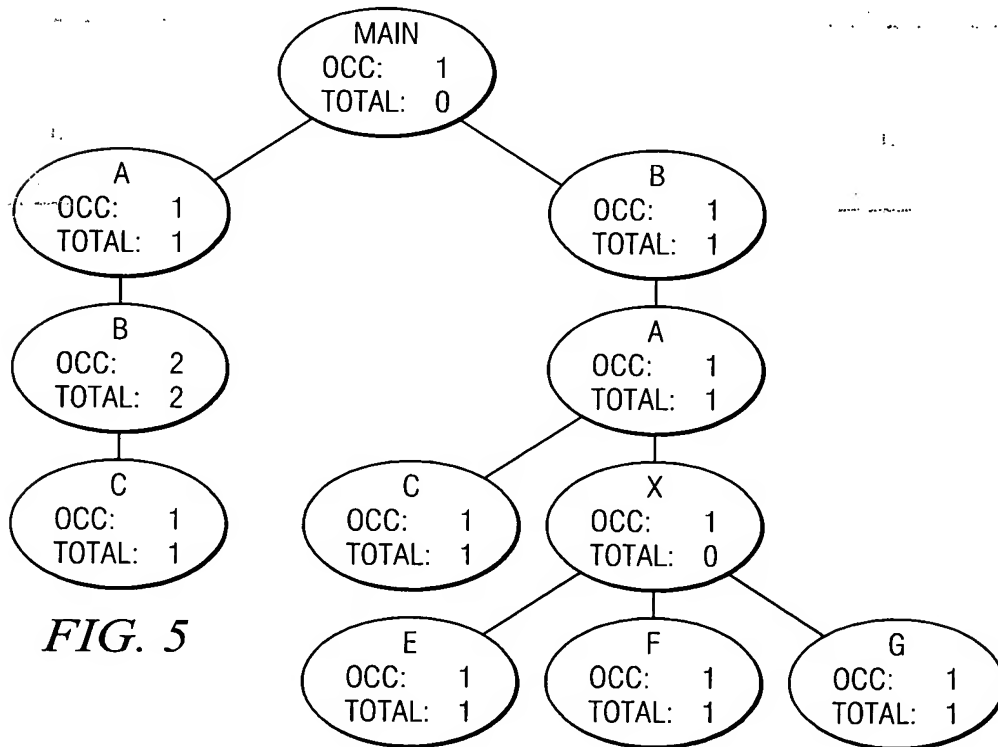 MAIN
OCC: 1
TOTAL: 0
A
OCC: 1
TOTAL: 1
B
OCC: 1
TOTAL: 1
B
OCC: 2
TOTAL: 2
A
OCC: 1
TOTAL: 1
C
OCC: 1
TOTAL: 1
C
OCC: 1
TOTAL: 1
X
OCC: 1
TOTAL: 0
FIG. 5
E
OCC: 1
TOTAL: 1
F
OCC: 1
TOTAL: 1
G
OCC: 1
TOTAL: 1